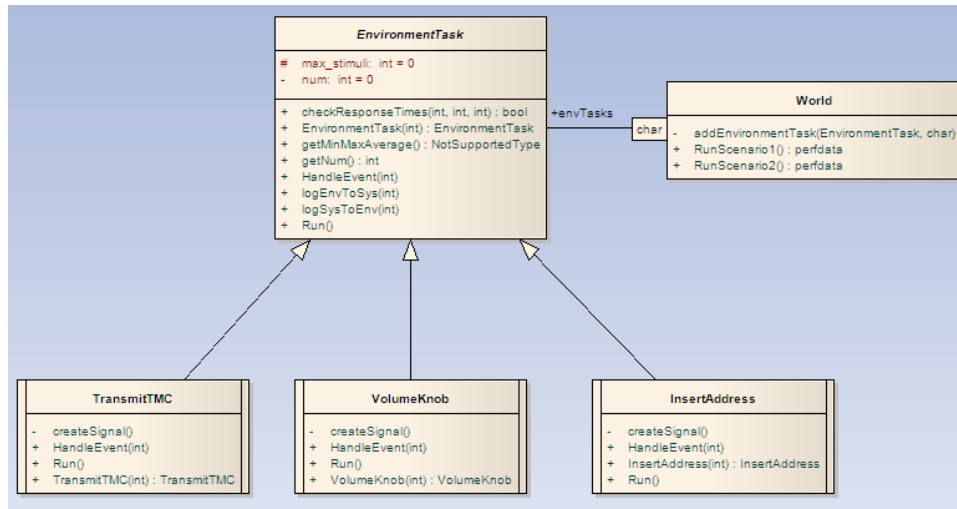 EnvironmentTask
# max_stimuli: int = 0
- num: int = 0
+ checkResponseTimes(int, int, int) : bool
+ EnvironmentTask(int) : EnvironmentTask
+ getMinMaxAverage() : NotSupportedType
+ getNum() : int
+ HandleEvent(int)
+ logEnvToSys(int)
+ logSysToEnv(int)
+ Run()
+envTasks
char
World
- addEnvironmentTask(EnvironmentTask, char)
+ RunScenario1() : perfdata
+ RunScenario2() : perfdata
TransmitTMC
- createSignal()
+ HandleEvent(int)
+ Run()
+ TransmitTMC(int) : TransmitTMC
VolumeKnob
- createSignal()
+ HandleEvent(int)
+ Run()
+ VolumeKnob(int) : VolumeKnob
InsertAddress
- createSignal()
+ HandleEvent(int)
+ InsertAddress(int) : InsertAddress
+ Run()